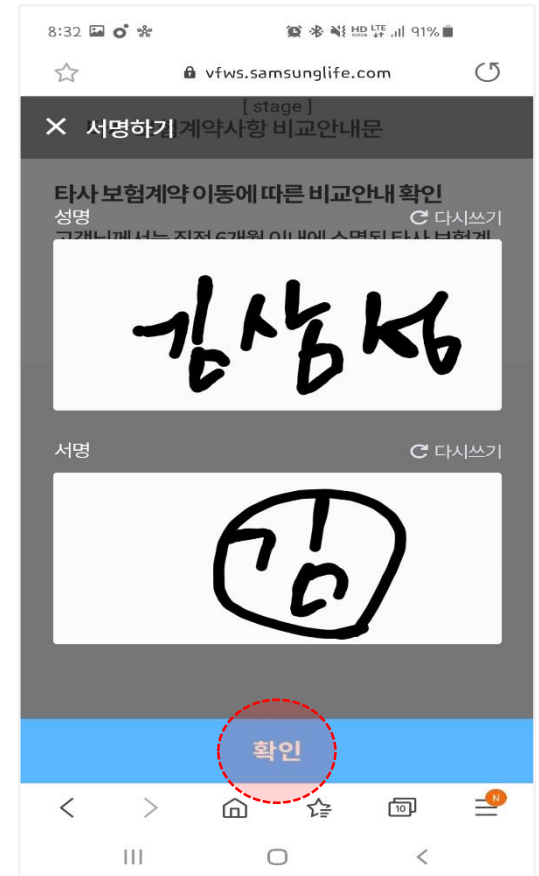 8:32 HD voice LTE 91%
vfws.samsunglife.com
[stage]
서명하기 계약사항 비교안내문
타사 보험계약 이동에 따른 비교안내 확인
성명 다시쓰기
고객님께서는 직전 6개월 이내에 소멸된 타사 보험계
김삼성
서명 다시쓰기
김
확인
10 N